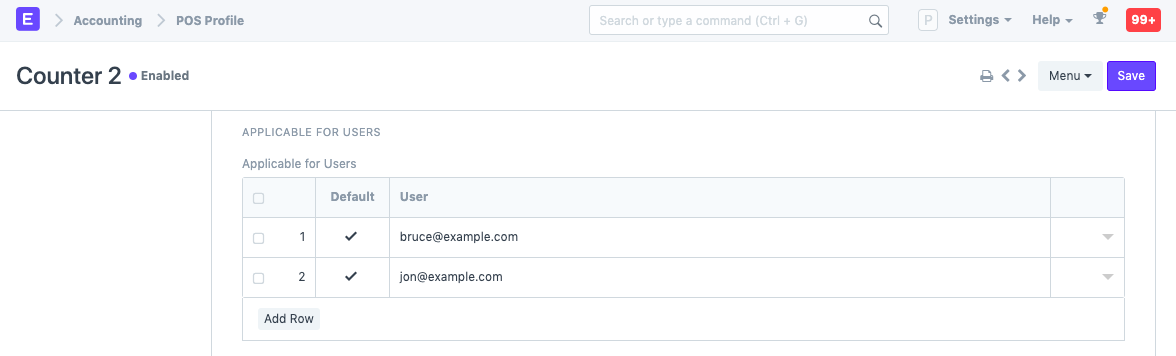 E Accounting POS Profile Search or type a command (Ctrl + G) P Settings Help 99+
Counter 2 Enabled Menu Save
APPLICABLE FOR USERS
Applicable for Users
Default User
1 bruce@example.com
2 jon@example.com
Add Row